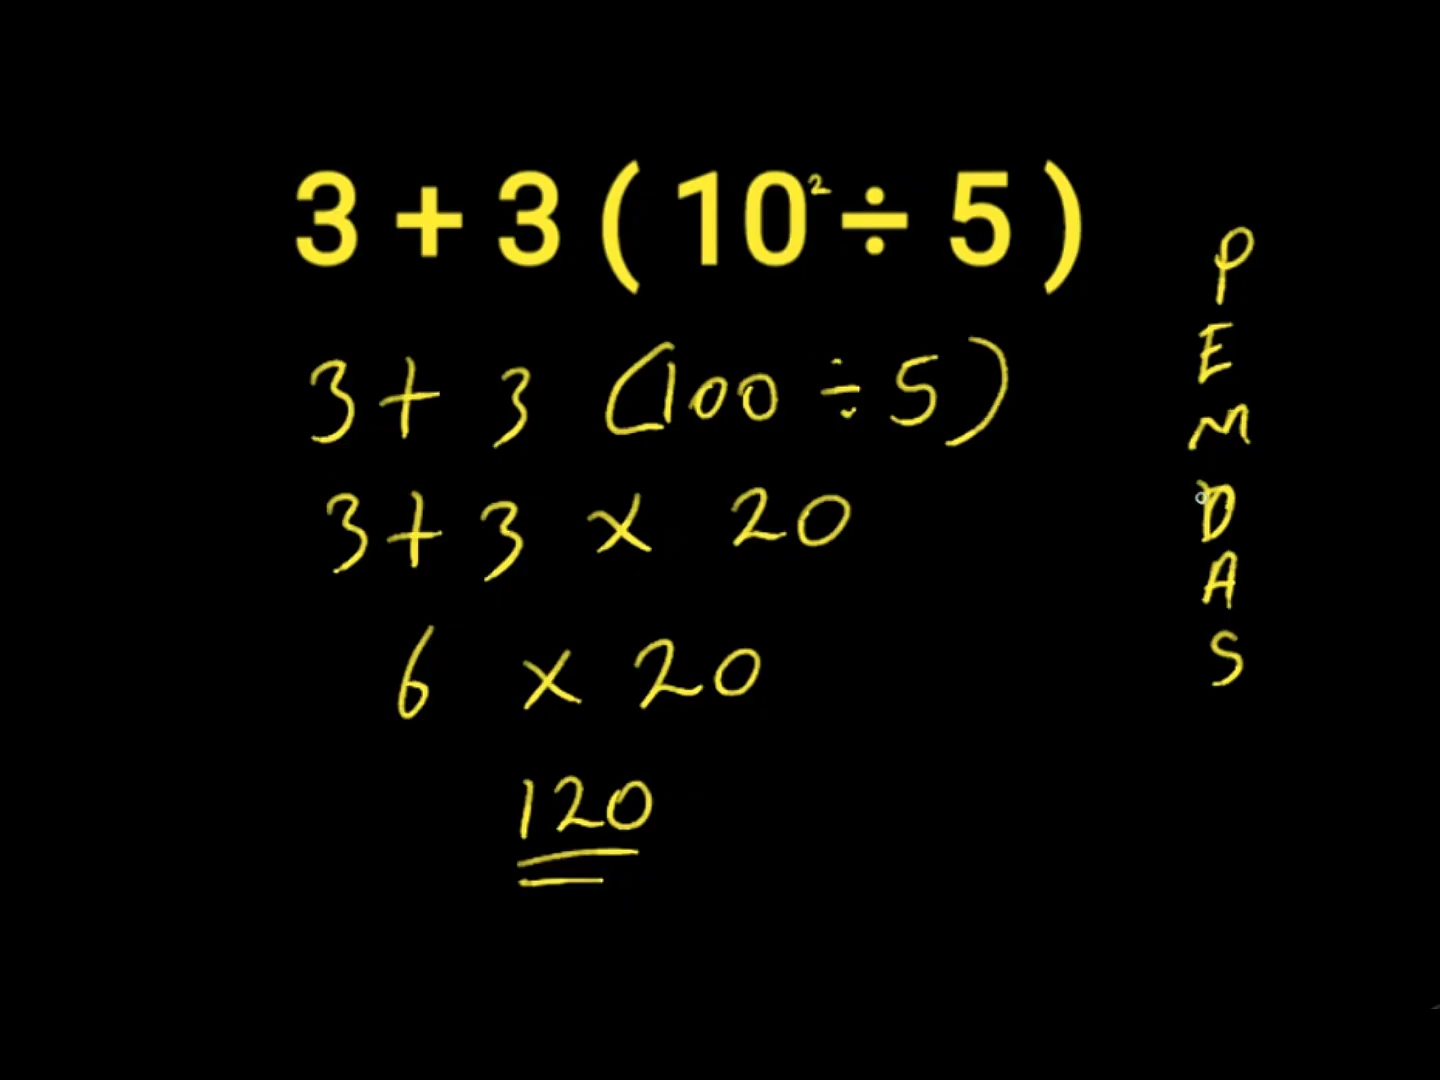 3 + 3 ( 10² ÷ 5 )
3 + 3 (100 ÷ 5)
3 + 3 x 20
6 x 20
120
P
E
M
D
A
S